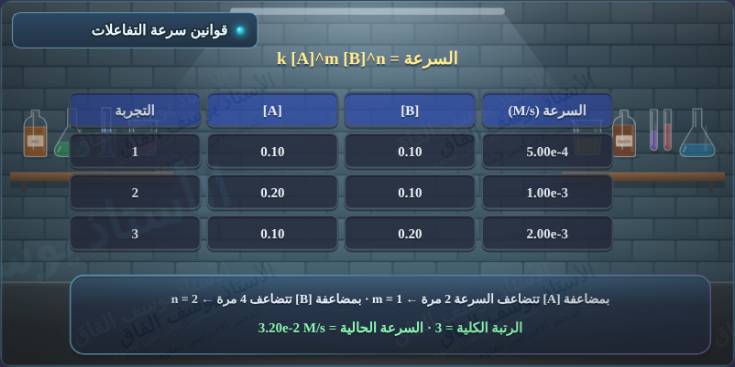 قوانين سرعة التفاعلات
السرعة = k [A]^m [B]^n
التجربة [A] [B] السرعة (M/s)
1 0.10 0.10 5.00e-4
2 0.20 0.10 1.00e-3
3 0.10 0.20 2.00e-3
بمضاعفة [A] تتضاعف السرعة 2 مرة ← m = 1 · بمضاعفة [B] تتضاعف 4 مرة ← n = 2
الرتبة الكلية = 3 · السرعة الحالية = 3.20e-2 M/s